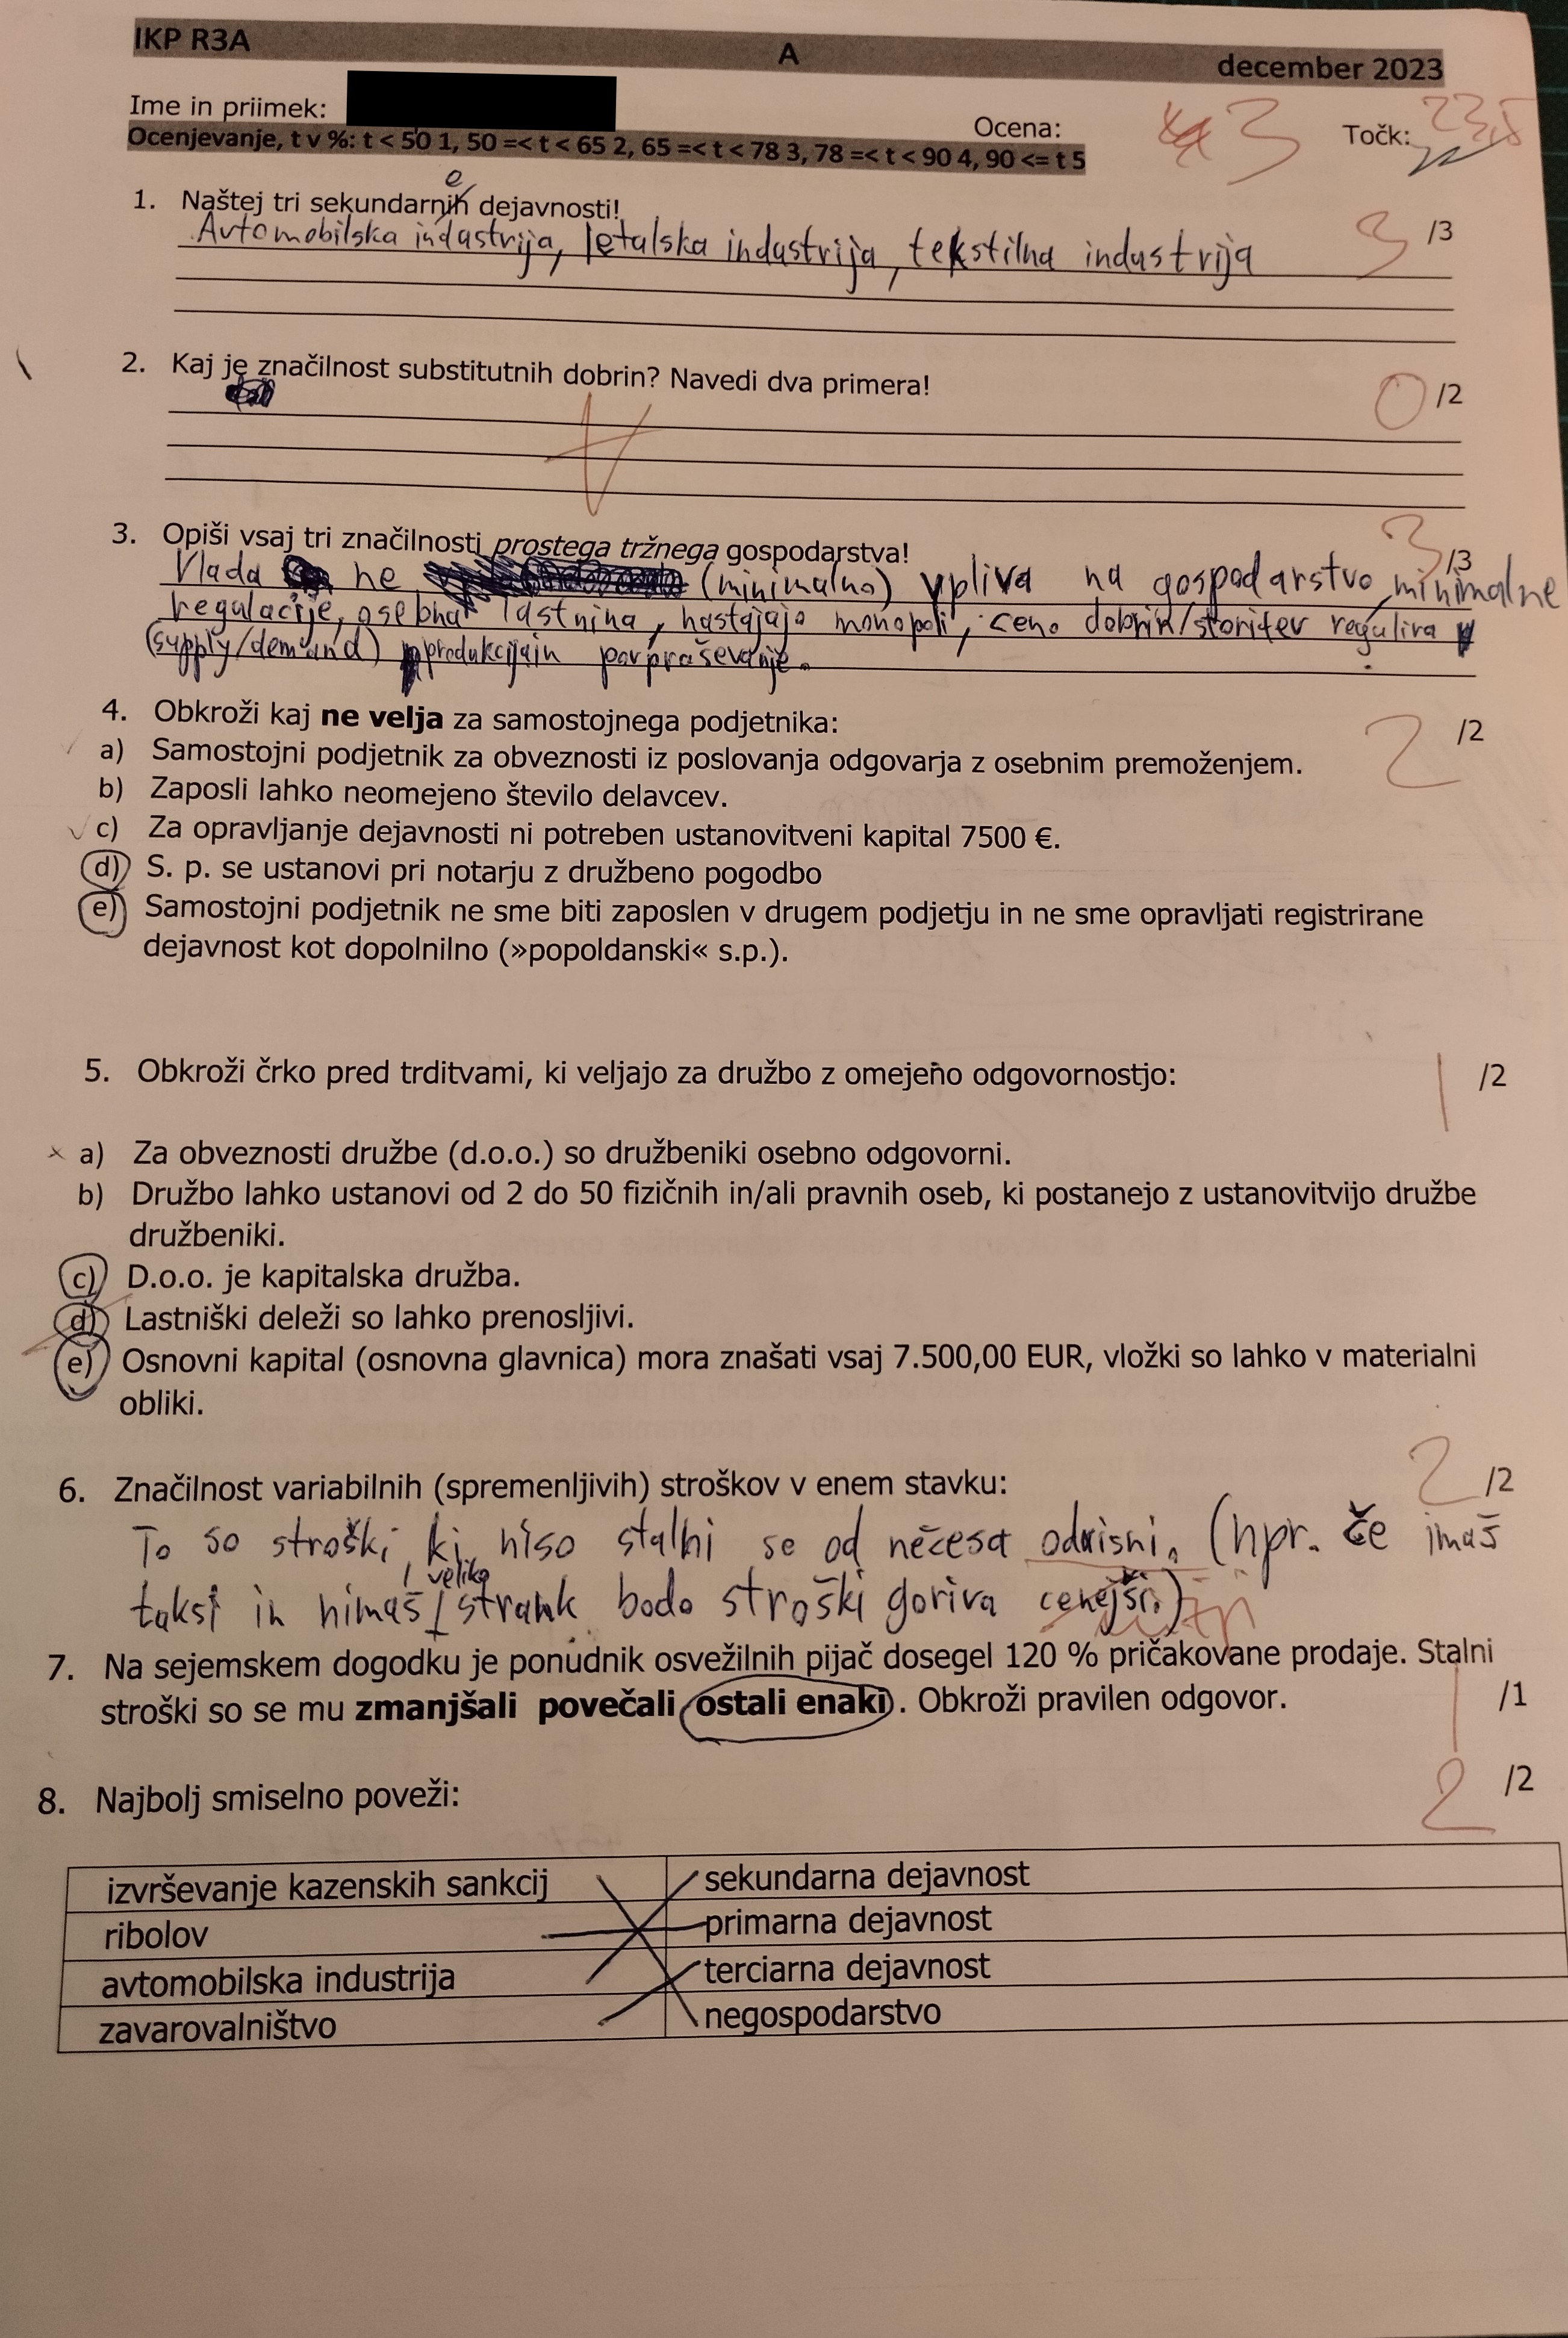 IKP R3A A december 2023
Ime in priimek:
Ocena: 3 Točk: 23,5
Ocenjevanje, t v %: t < 50 1, 50 =< t < 65 2, 65 =< t < 78 3, 78 =< t < 90 4, 90 <= t 5
1. Naštej tri sekundarnih dejavnosti! 3 /3
e
Avtomobilska industrija, letalska industrija, tekstilna industrija
2. Kaj je značilnost substitutnih dobrin? Navedi dva primera! 0 /2
3. Opiši vsaj tri značilnosti prostega tržnega gospodarstva! 3 /3
Vlada ne (minimalno) vpliva na gospodarstvo, minimalne
regulacije, osebna lastnina, nastajajo monopoli, ceno dobrin/storitev regulira
(supply/demand) produkcija in povpraševanje.
4. Obkroži kaj ne velja za samostojnega podjetnika: 2 /2
a) Samostojni podjetnik za obveznosti iz poslovanja odgovarja z osebnim premoženjem.
b) Zaposli lahko neomejeno število delavcev.
c) Za opravljanje dejavnosti ni potreben ustanovitveni kapital 7500 €.
d) S. p. se ustanovi pri notarju z družbeno pogodbo
e) Samostojni podjetnik ne sme biti zaposlen v drugem podjetju in ne sme opravljati registrirane
dejavnost kot dopolnilno (»popoldanski« s.p.).
5. Obkroži črko pred trditvami, ki veljajo za družbo z omejeno odgovornostjo: 1 /2
a) Za obveznosti družbe (d.o.o.) so družbeniki osebno odgovorni.
b) Družbo lahko ustanovi od 2 do 50 fizičnih in/ali pravnih oseb, ki postanejo z ustanovitvijo družbe
družbeniki.
c) D.o.o. je kapitalska družba.
d) Lastniški deleži so lahko prenosljivi.
e) Osnovni kapital (osnovna glavnica) mora znašati vsaj 7.500,00 EUR, vložki so lahko v materialni
obliki.
6. Značilnost variabilnih (spremenljivih) stroškov v enem stavku: 2 /2
To so stroški, ki niso stalni se od nečesa odvisni. (npr. če imaš
taksi in nimaš veliko strank bodo stroški goriva cenejši.)
7. Na sejemskem dogodku je ponudnik osvežilnih pijač dosegel 120 % pričakovane prodaje. Stalni
stroški so se mu zmanjšali povečali ostali enaki. Obkroži pravilen odgovor. 1 /1
8. Najbolj smiselno poveži: 2 /2
izvrševanje kazenskih sankcij sekundarna dejavnost
ribolov primarna dejavnost
avtomobilska industrija terciarna dejavnost
zavarovalništvo negospodarstvo